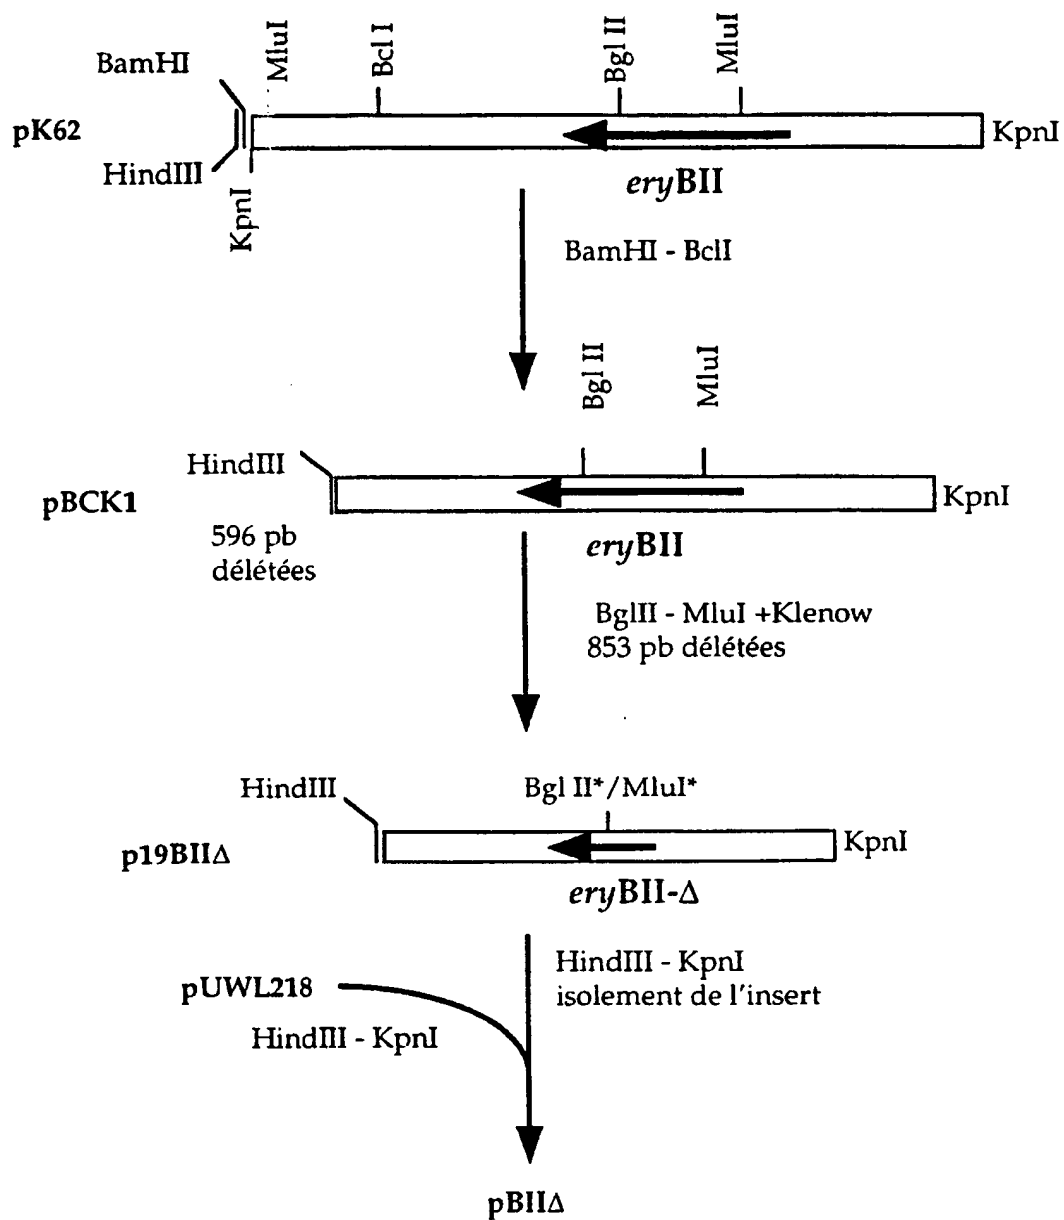 BamHI
MluI
Bcl I
Bgl II
MluI
pK62
KpnI
HindIII
KpnI
eryBII
BamHI - BclI
Bgl II
MluI
HindIII
pBCK1
KpnI
596 pb
délétées
eryBII
BglII - MluI +Klenow
853 pb délétées
HindIII
Bgl II*/MluI*
p19BIIΔ
KpnI
eryBII-Δ
HindIII - KpnI
isolement de l'insert
pUWL218
HindIII - KpnI
pBIIΔ